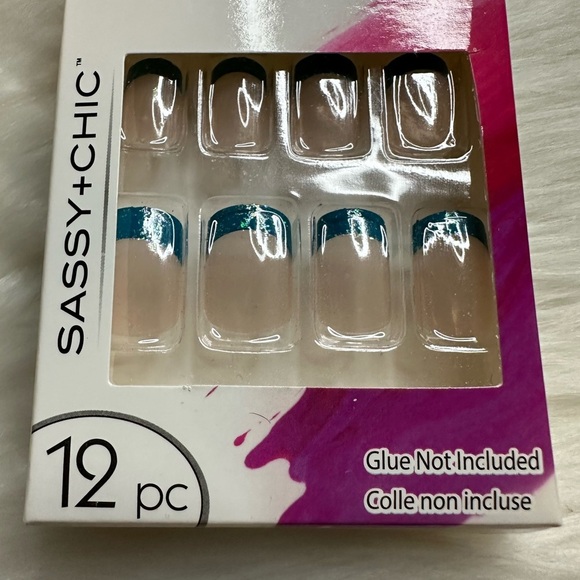 SASSY+CHIC™
12 pc
Glue Not Included
Colle non incluse